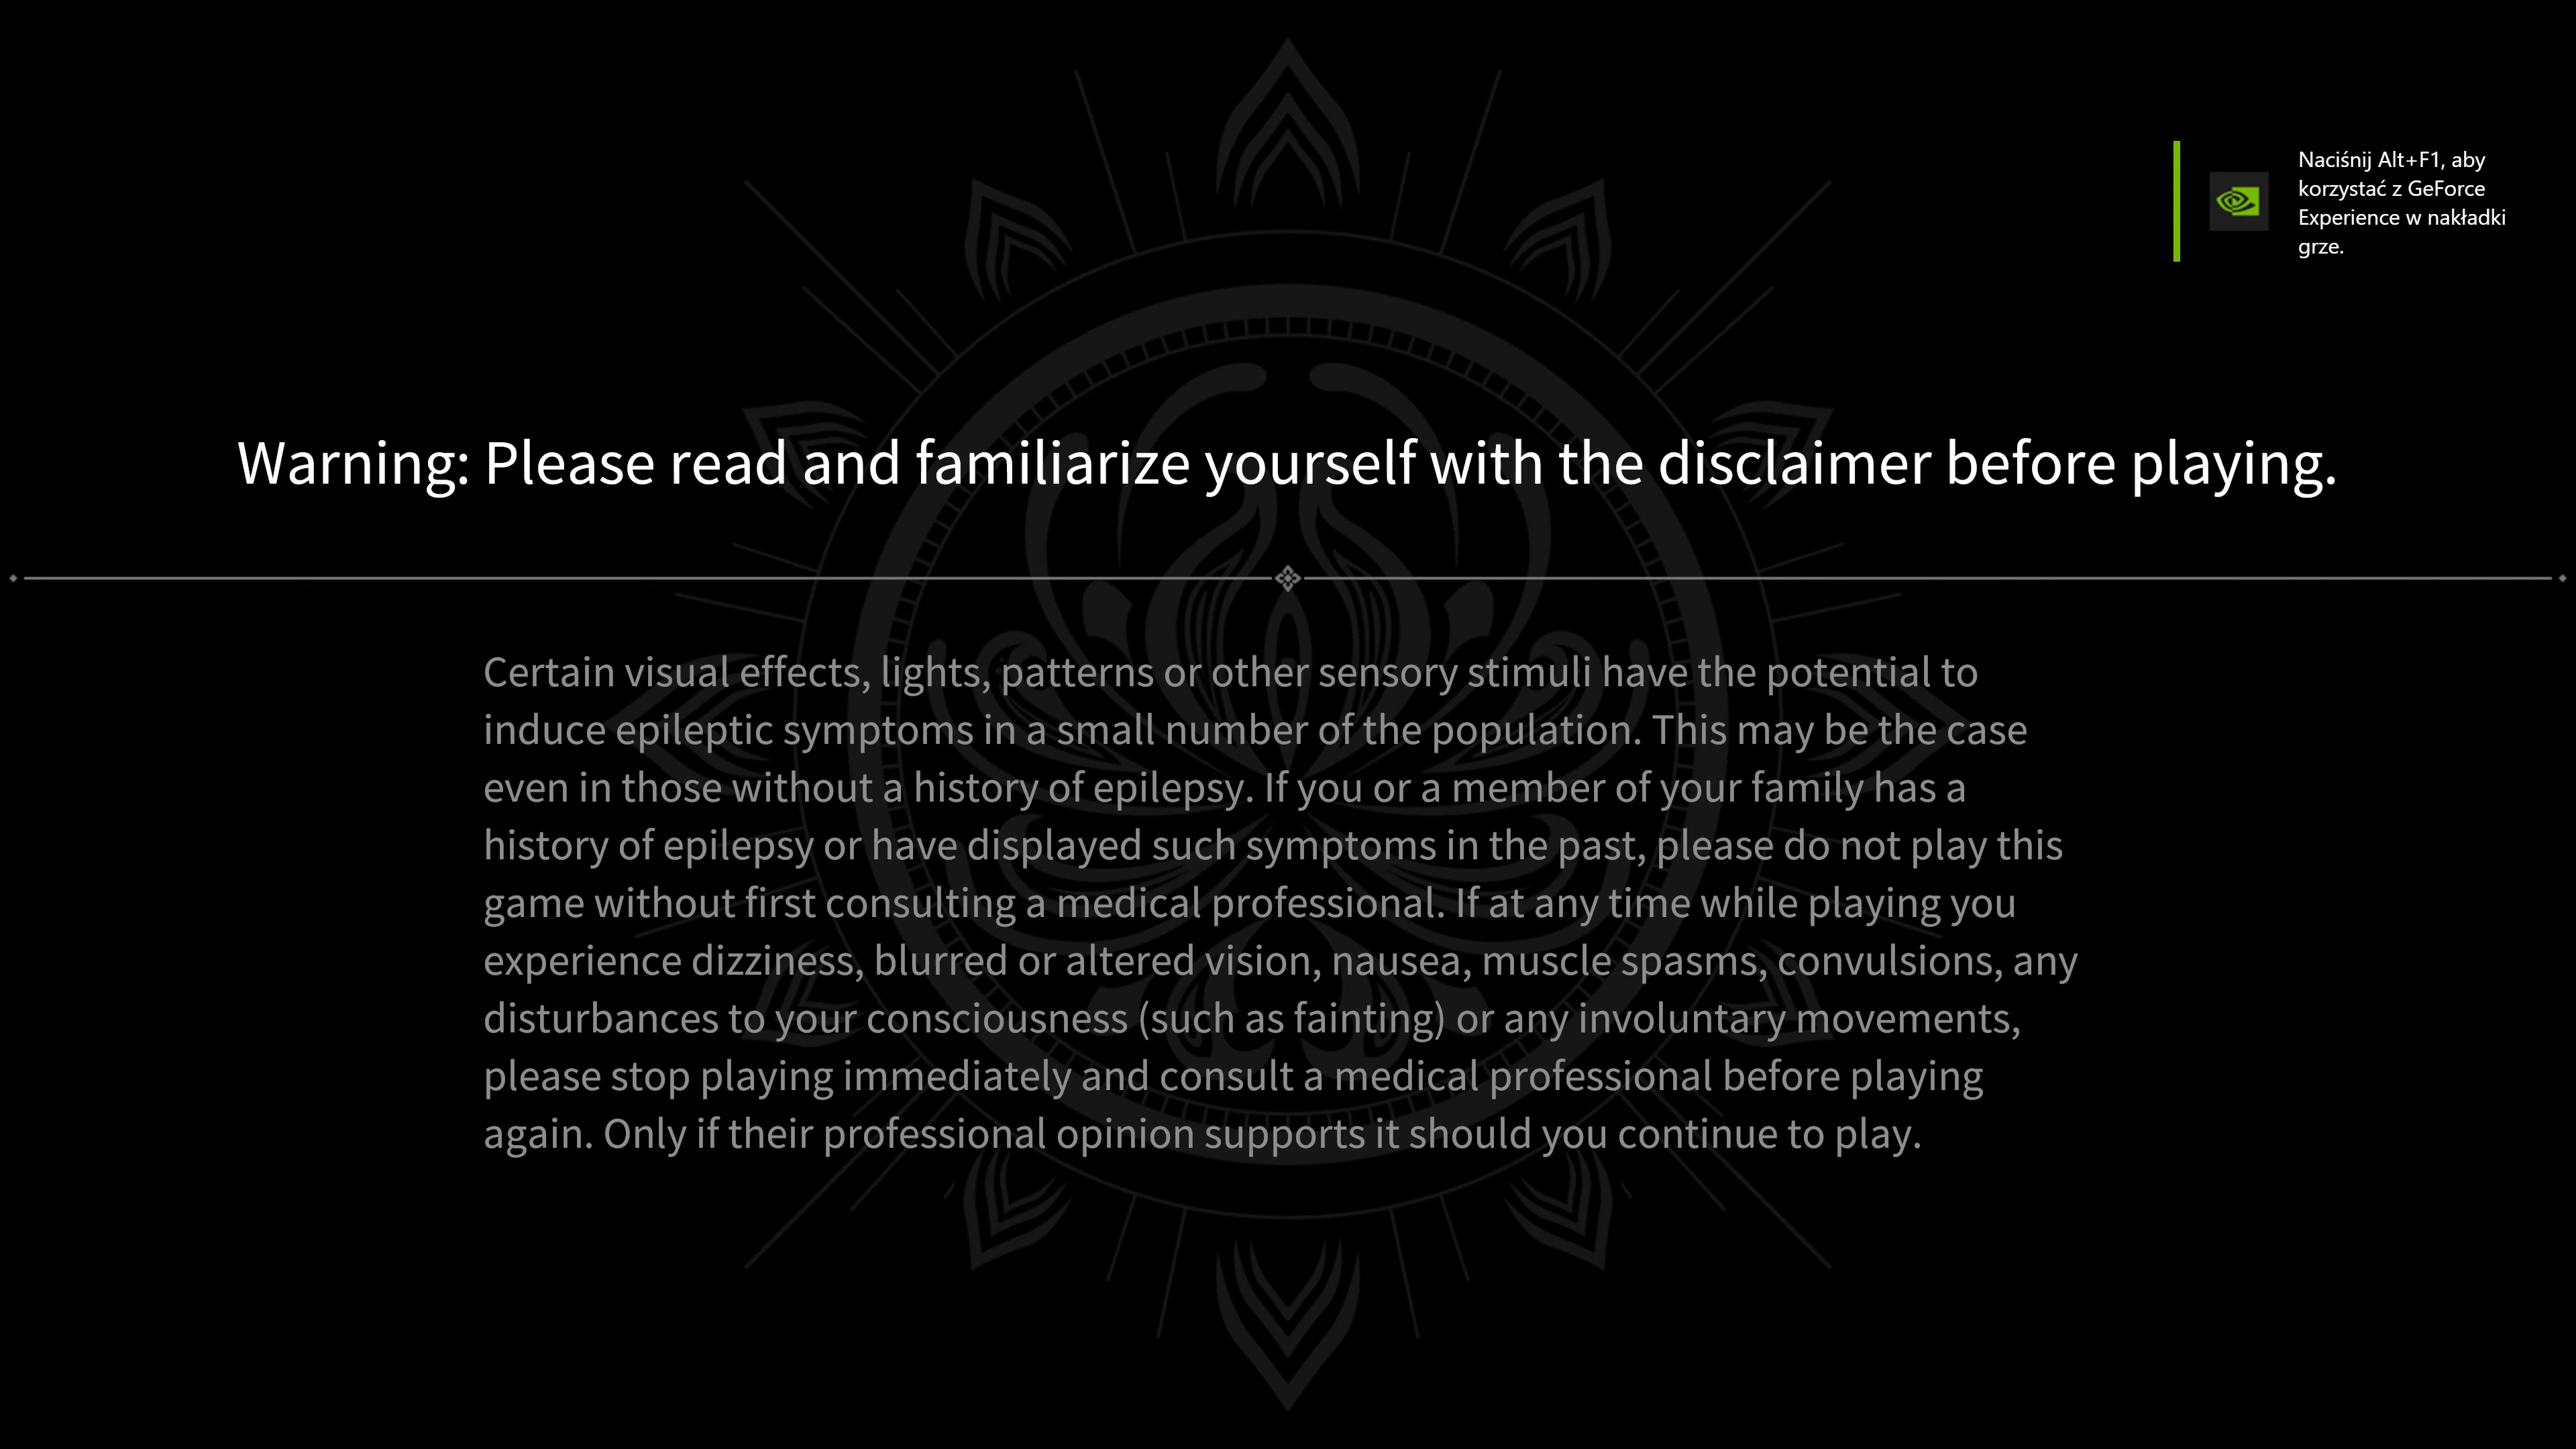 Naciśnij Alt+F1, aby
korzystać z GeForce
Experience w nakładki
grze.
Warning: Please read and familiarize yourself with the disclaimer before playing.
Certain visual effects, lights, patterns or other sensory stimuli have the potential to
induce epileptic symptoms in a small number of the population. This may be the case
even in those without a history of epilepsy. If you or a member of your family has a
history of epilepsy or have displayed such symptoms in the past, please do not play this
game without first consulting a medical professional. If at any time while playing you
experience dizziness, blurred or altered vision, nausea, muscle spasms, convulsions, any
disturbances to your consciousness (such as fainting) or any involuntary movements,
please stop playing immediately and consult a medical professional before playing
again. Only if their professional opinion supports it should you continue to play.